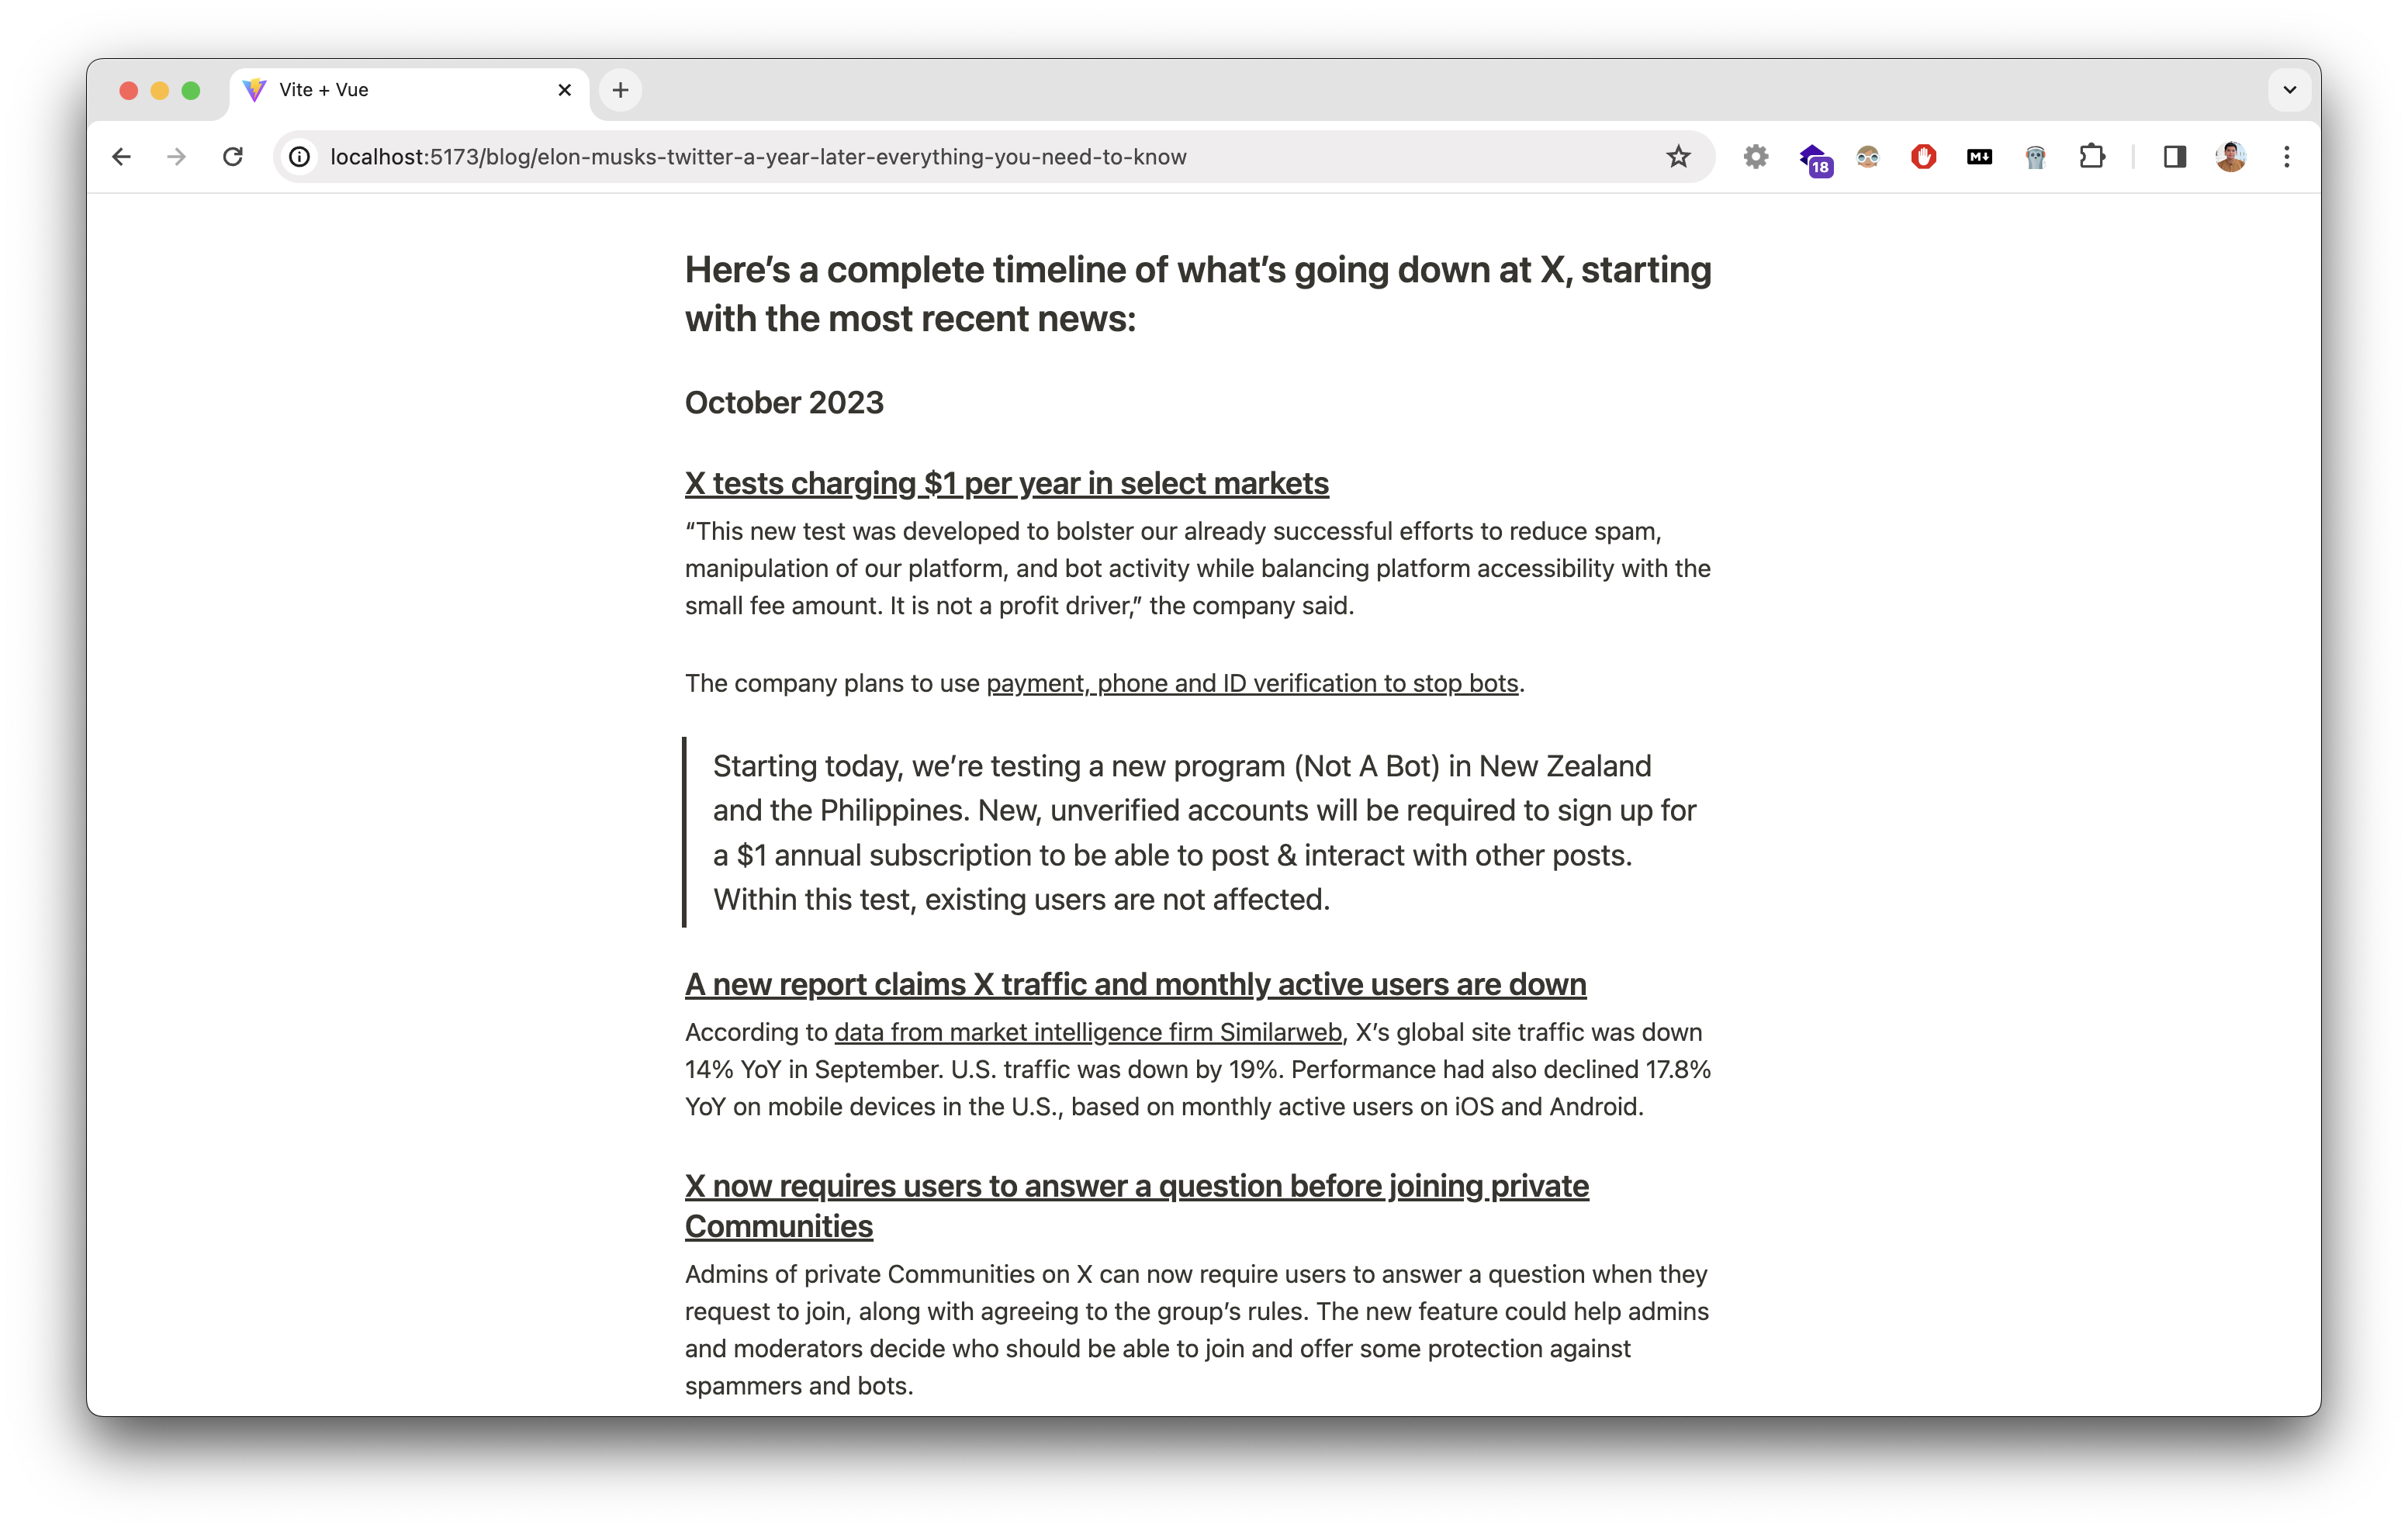 Vite + Vue
localhost:5173/blog/elon-musks-twitter-a-year-later-everything-you-need-to-know
18
M↓
Here’s a complete timeline of what’s going down at X, starting
with the most recent news:
October 2023
X tests charging $1 per year in select markets
“This new test was developed to bolster our already successful efforts to reduce spam,
manipulation of our platform, and bot activity while balancing platform accessibility with the
small fee amount. It is not a profit driver,” the company said.
The company plans to use payment, phone and ID verification to stop bots.
Starting today, we’re testing a new program (Not A Bot) in New Zealand
and the Philippines. New, unverified accounts will be required to sign up for
a $1 annual subscription to be able to post & interact with other posts.
Within this test, existing users are not affected.
A new report claims X traffic and monthly active users are down
According to data from market intelligence firm Similarweb, X’s global site traffic was down
14% YoY in September. U.S. traffic was down by 19%. Performance had also declined 17.8%
YoY on mobile devices in the U.S., based on monthly active users on iOS and Android.
X now requires users to answer a question before joining private
Communities
Admins of private Communities on X can now require users to answer a question when they
request to join, along with agreeing to the group’s rules. The new feature could help admins
and moderators decide who should be able to join and offer some protection against
spammers and bots.